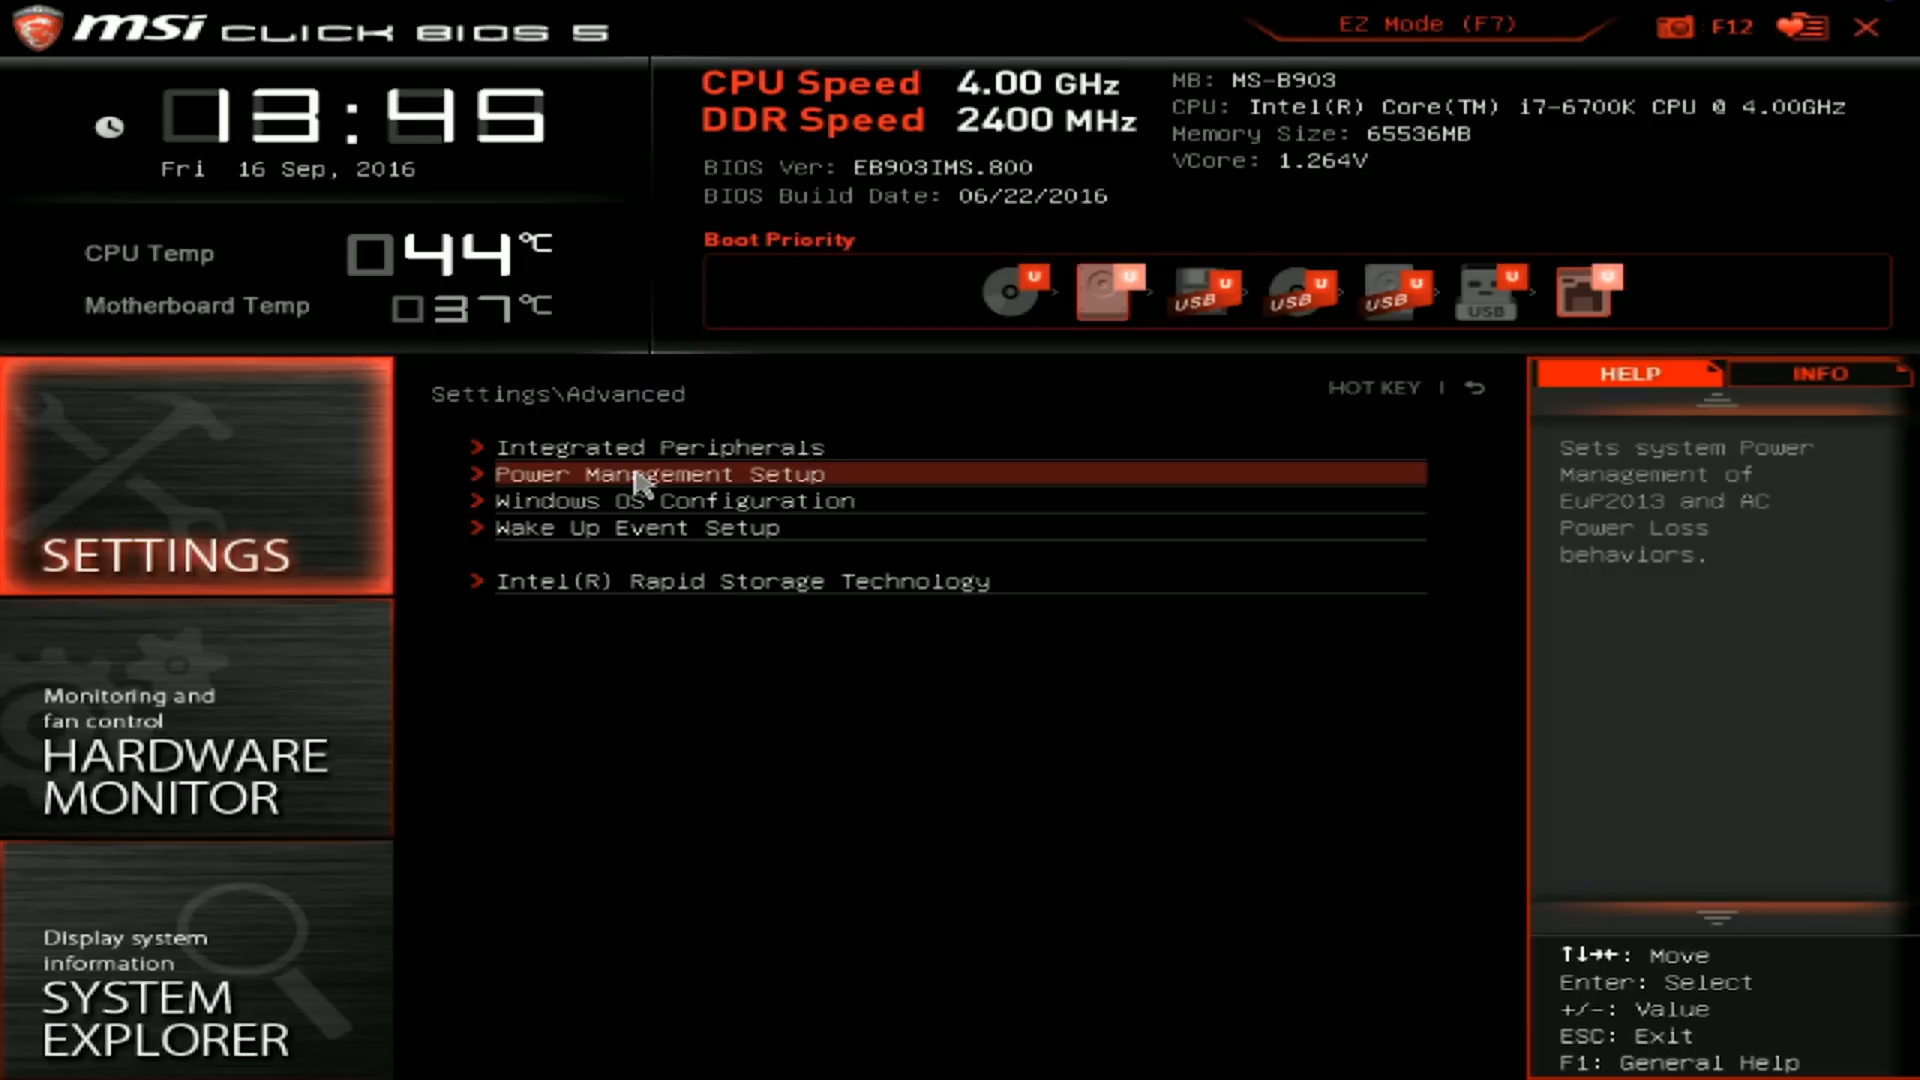 msi CLICK BIOS 5
EZ Mode (F7)
F12
13:45
Fri 16 Sep, 2016
CPU Temp 44°C
Motherboard Temp 37°C
CPU Speed 4.00 GHz
DDR Speed 2400 MHz
BIOS Ver: EB903IMS.800
BIOS Build Date: 06/22/2016
MB: MS-B903
CPU: Intel(R) Core(TM) i7-6700K CPU @ 4.00GHz
Memory Size: 65536MB
VCore: 1.264V
Boot Priority
U U USB U USB U USB U USB U U
SETTINGS
Monitoring and
fan control
HARDWARE
MONITOR
Display system
information
SYSTEM
EXPLORER
Settings\Advanced
HOT KEY |
> Integrated Peripherals
> Power Management Setup
> Windows OS Configuration
> Wake Up Event Setup
> Intel(R) Rapid Storage Technology
HELP INFO
Sets system Power
Management of
EuP2013 and AC
Power Loss
behaviors.
↑↓→←: Move
Enter: Select
+/-: Value
ESC: Exit
F1: General Help